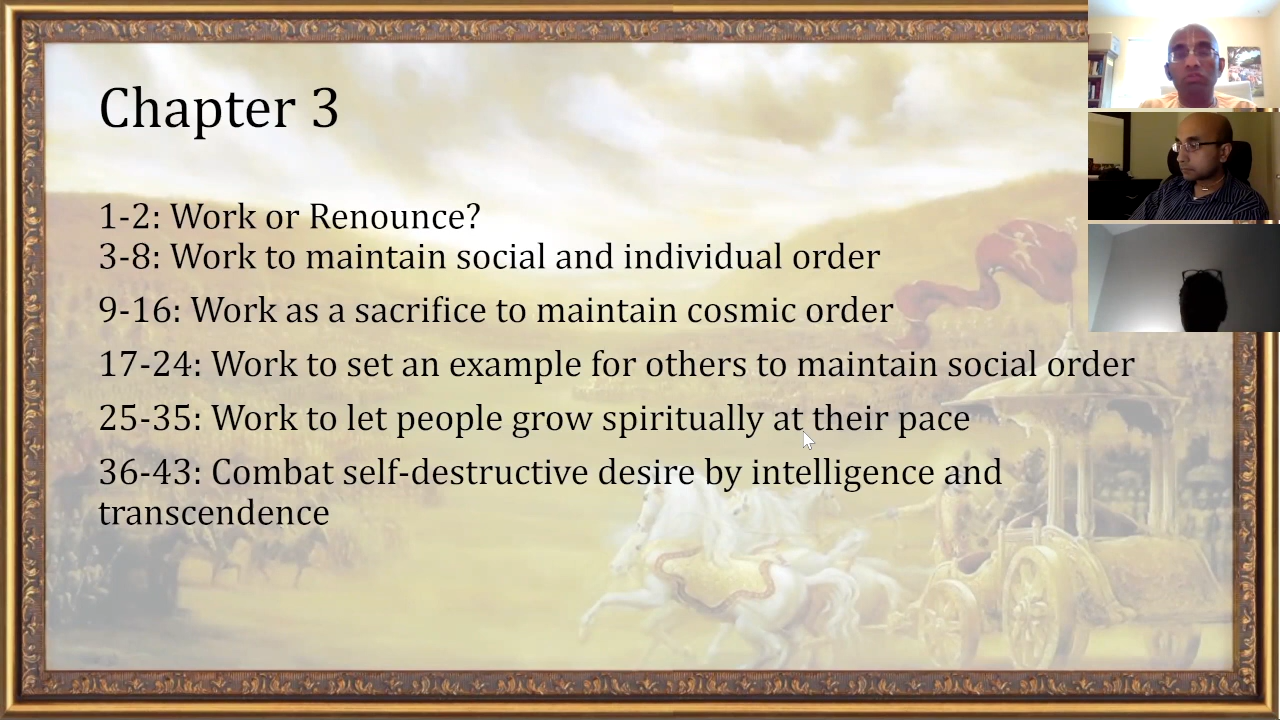 Chapter 3
1-2: Work or Renounce?
3-8: Work to maintain social and individual order
9-16: Work as a sacrifice to maintain cosmic order
17-24: Work to set an example for others to maintain social order
25-35: Work to let people grow spiritually at their pace
36-43: Combat self-destructive desire by intelligence and
transcendence